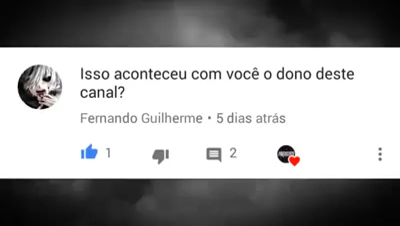 Isso aconteceu com você o dono deste
canal?
Fernando Guilherme • 5 dias atrás
1
2